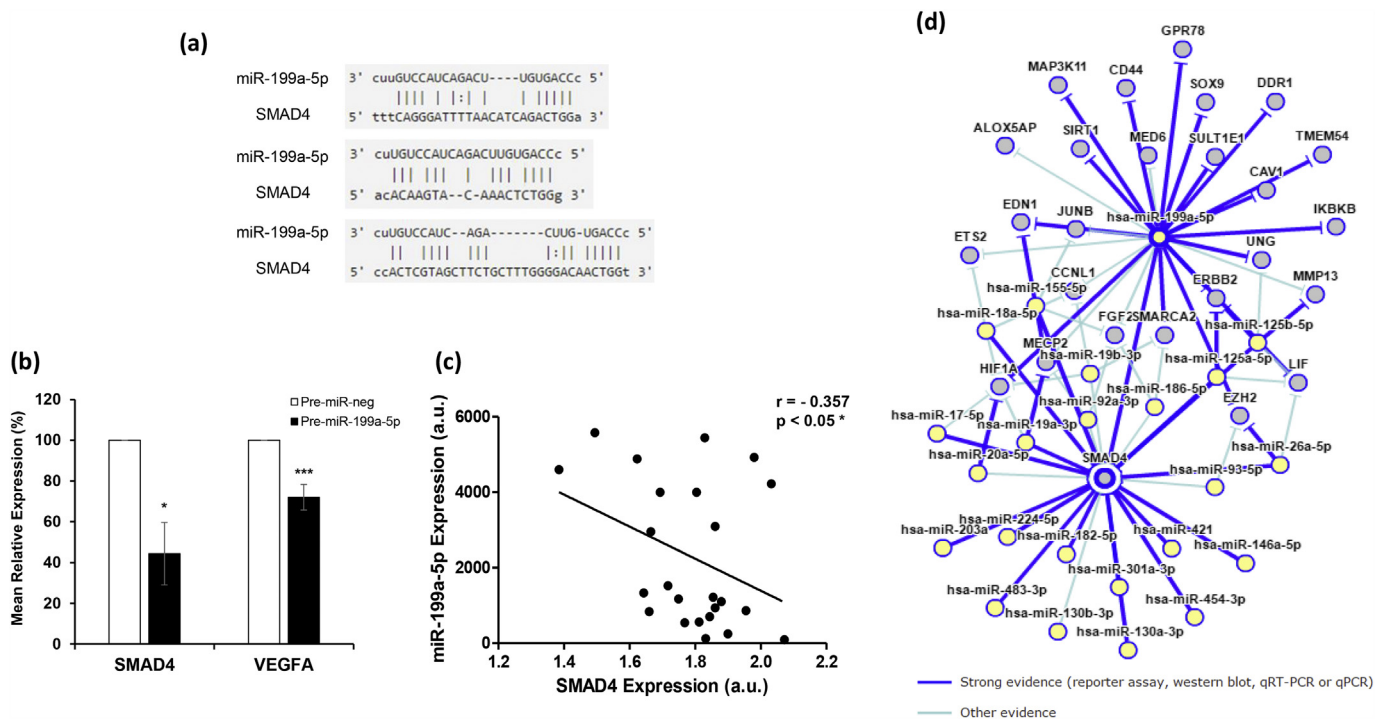 (a)
miR-199a-5p 3' cuuGUCCAUCAGACU----UGUGACCc 5'
SMAD4 5' tttCAGGGATTTTAACATCAGACTGGa 3'
miR-199a-5p 3' cuUGUCCAUCAGACUUGUGACCc 5'
SMAD4 5' acACAAGTA--C-AAACTCTGGg 3'
miR-199a-5p 3' cuUGUCCAUC--AGA--------CUUG-UGACCc 5'
SMAD4 5' ccACTCGTAGCTTCTGCTTTGGGGACAACTGGt 3'
(b)
Mean Relative Expression (%)
120
100
80
60
40
20
0
Pre-miR-neg
Pre-miR-199a-5p
*
***
SMAD4
VEGFA
(c)
miR-199a-5p Expression (a.u.)
6000
4000
2000
0
r = - 0.357
p < 0.05 *
1.4 1.6 1.8 2.0 2.2
1.2
SMAD4 Expression (a.u.)
(d)
GPR78
MAP3K11
CD44
SOX9
DDR1
ALOX5AP
SIRT1
MED6
SULT1E1
TMEM54
CAV1
EDN1
JUNB
hsa-miR-199a-5p
IKBKB
ETS2
UNG
CCNL1
ERBB2
MMP13
hsa-miR-155-5p
hsa-miR-18a-5p
FGF2
SMARCA2
hsa-miR-125b-5p
MECP2
hsa-miR-19b-3p
hsa-miR-125a-5p
HIF1A
LIF
hsa-miR-186-5p
hsa-miR-92a-3p
EZH2
hsa-miR-17-5p
hsa-miR-19a-3p
hsa-miR-26a-5p
hsa-miR-20a-5p
SMAD4
hsa-miR-93-5p
hsa-miR-224-5p
hsa-miR-203a
hsa-miR-182-5p
hsa-miR-421
hsa-miR-146a-5p
hsa-miR-301a-3p
hsa-miR-483-3p
hsa-miR-454-3p
hsa-miR-130b-3p
hsa-miR-130a-3p
Strong evidence (reporter assay, western blot, qRT-PCR or qPCR)
Other evidence